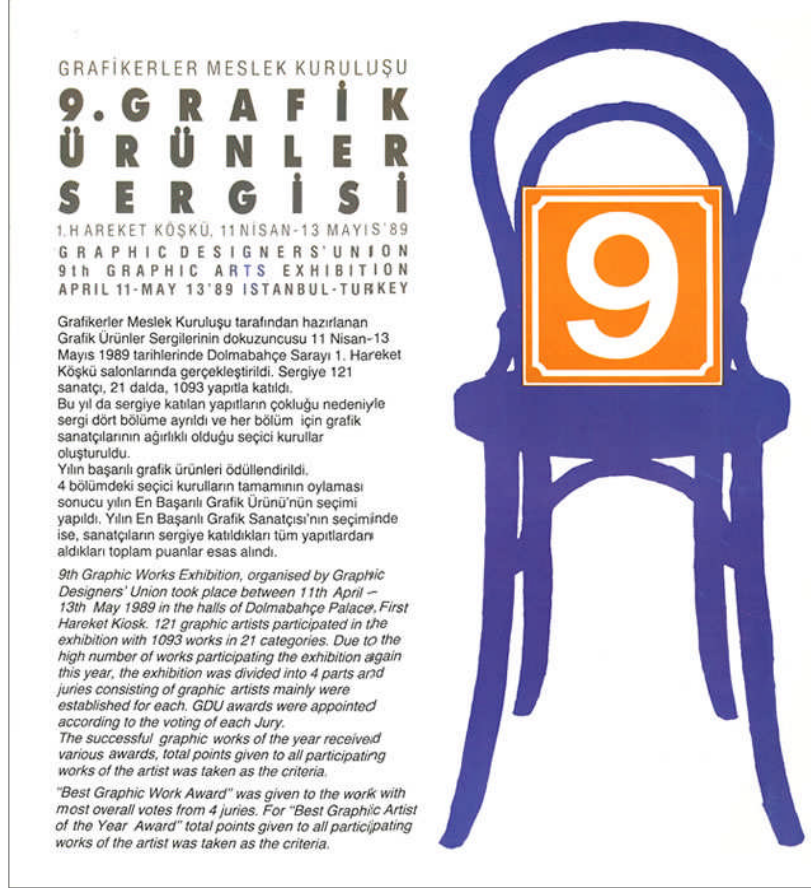 GRAFİKERLER MESLEK KURULUŞU
9.GRAFİK
ÜRÜNLER
SERGİSİ
1.HAREKET KÖŞKÜ, 11 NİSAN-13 MAYIS'89
GRAPHIC DESIGNERS' UNION
9th GRAPHIC ARTS EXHIBITION
APRIL 11-MAY 13'89 ISTANBUL-TURKEY
Grafikerler Meslek Kuruluşu tarafından hazırlanan
Grafik Ürünler Sergilerinin dokuzuncusu 11 Nisan-13
Mayıs 1989 tarihlerinde Dolmabahçe Sarayı 1. Hareket
Köşkü salonlarında gerçekleştirildi. Sergiye 121
sanatçı, 21 dalda, 1093 yapıtla katıldı.
Bu yıl da sergiye katılan yapıtların çokluğu nedeniyle
sergi dört bölüme ayrıldı ve her bölüm için grafik
sanatçılarının ağırlıklı olduğu seçici kurullar
oluşturuldu.
Yılın başarılı grafik ürünleri ödüllendirildi.
4 bölümdeki seçici kurulların tamamının oylaması
sonucu yılın En Başarılı Grafik Ürünü'nün seçimi
yapıldı. Yılın En Başarılı Grafik Sanatçısı'nın seçiminde
ise, sanatçıların sergiye katıldıkları tüm yapıtlardan
aldıkları toplam puanlar esas alındı.
9th Graphic Works Exhibition, organised by Graphic
Designers' Union took place between 11th April –
13th May 1989 in the halls of Dolmabahçe Palace, First
Hareket Kiosk. 121 graphic artists participated in the
exhibition with 1093 works in 21 categories. Due to the
high number of works participating the exhibition again
this year, the exhibition was divided into 4 parts and
juries consisting of graphic artists mainly were
established for each. GDU awards were appointed
according to the voting of each Jury.
The successful graphic works of the year received
various awards, total points given to all participating
works of the artist was taken as the criteria.
"Best Graphic Work Award" was given to the work with
most overall votes from 4 juries. For "Best Graphic Artist
of the Year Award" total points given to all participating
works of the artist was taken as the criteria.
9